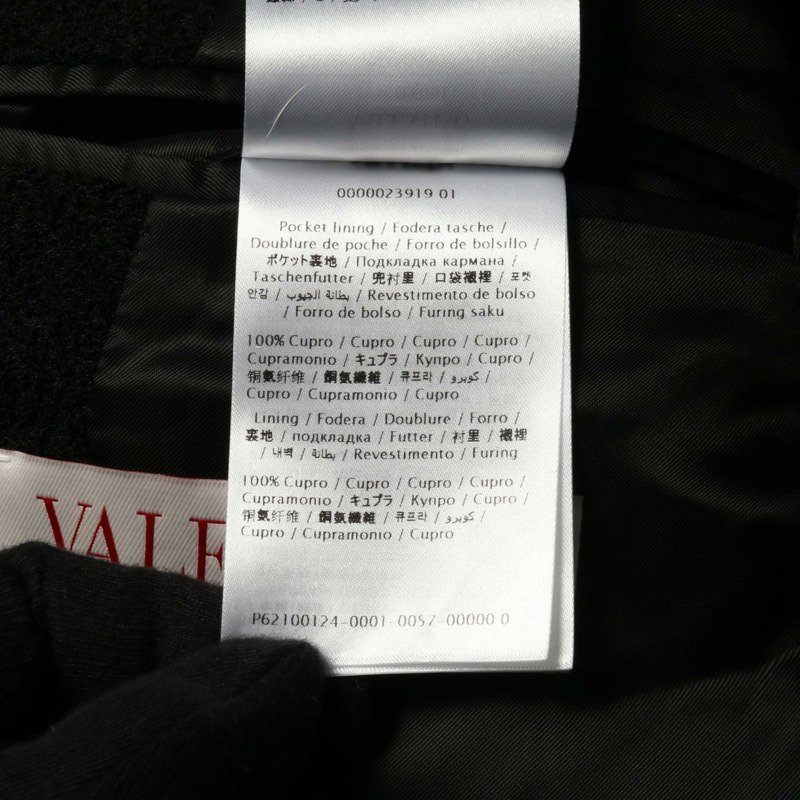 0000023919 01
Pocket lining / Fodera tasche /
Doublure de poche / Forro de bolsillo /
ポケット裏地 / Подкладка кармана /
Taschenfutter / 兜衬里 / 口袋襯裡 / 포켓
안감 / بطانة الجيوب / Revestimento de bolso
/ Forro de bolso / Furing saku
100% Cupro / Cupro / Cupro / Cupro /
Cupramonio / キュプラ / Купро / Cupro /
铜氨纤维 / 銅氨纖維 / 큐프라 / كوبرو /
Cupro / Cupramonio / Cupro
Lining / Fodera / Doublure / Forro /
裏地 / подкладка / Futter / 衬里 / 襯裡
/ 내벽 / بطانة / Revestimento / Furing
100% Cupro / Cupro / Cupro / Cupro /
Cupramonio / キュプラ / Купро / Cupro /
铜氨纤维 / 銅氨纖維 / 큐프라 / كوبرو /
Cupro / Cupramonio / Cupro
VALE
P62100124-0001-0057-00000 0